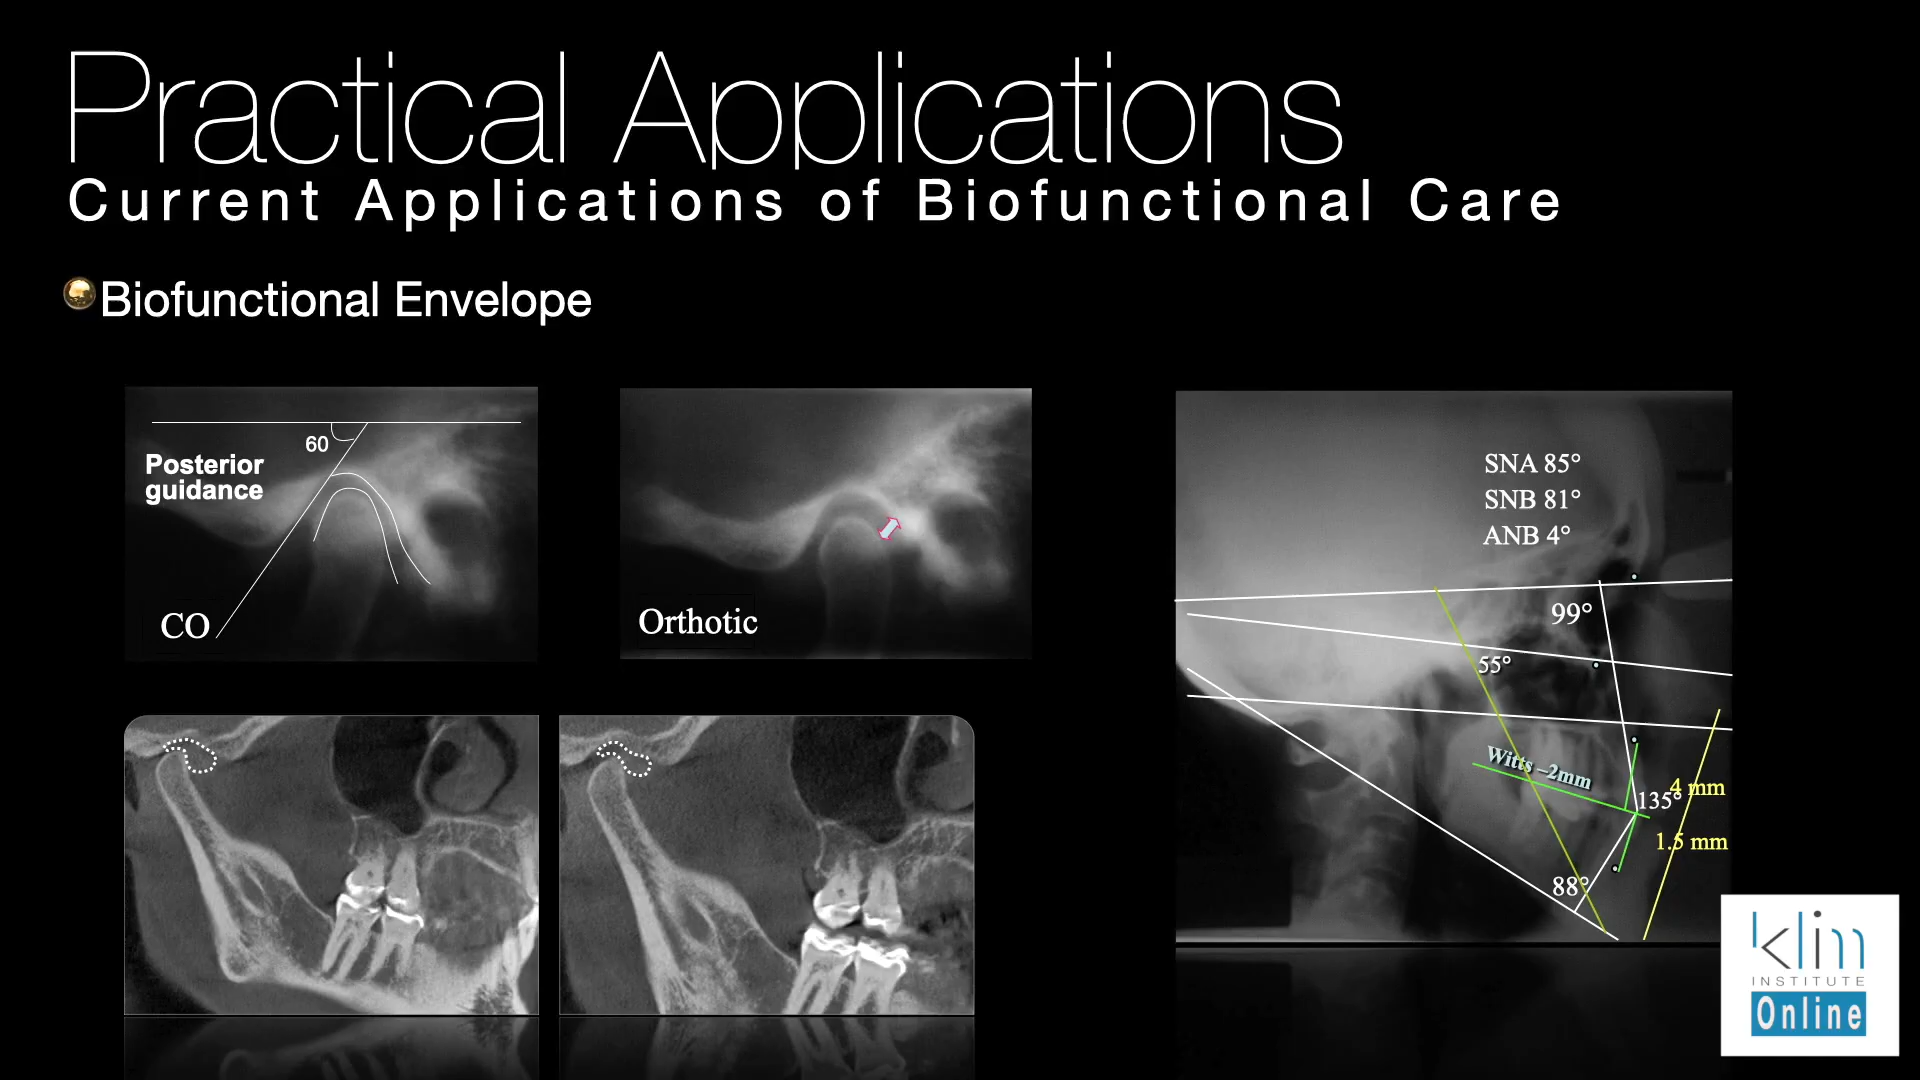 Practical Applications
Current Applications of Biofunctional Care
Biofunctional Envelope
60
Posterior
guidance
CO
Orthotic
SNA 85°
SNB 81°
ANB 4°
99°
55°
Witts –2mm
4 mm
135°
1.5 mm
88°
klim
INSTITUTE
Online